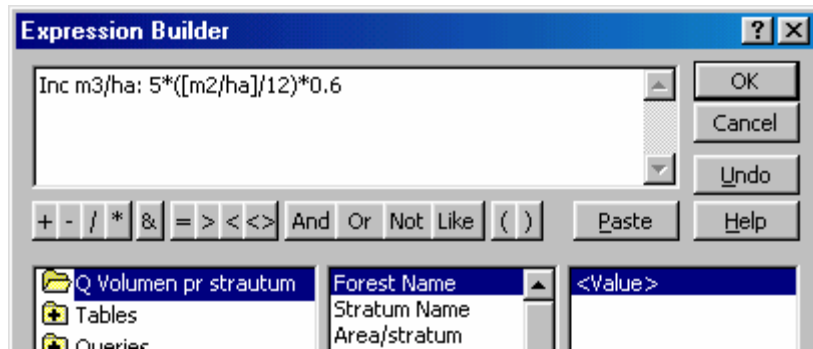 Expression Builder
? X
Inc m3/ha: 5*([m2/ha]/12)*0.6
OK
Cancel
Undo
+ - / * & = > < <> And Or Not Like ( ) Paste Help
Q Volumen pr strautum
Forest Name
<Value>
Tables
Stratum Name
Queries
Area/stratum